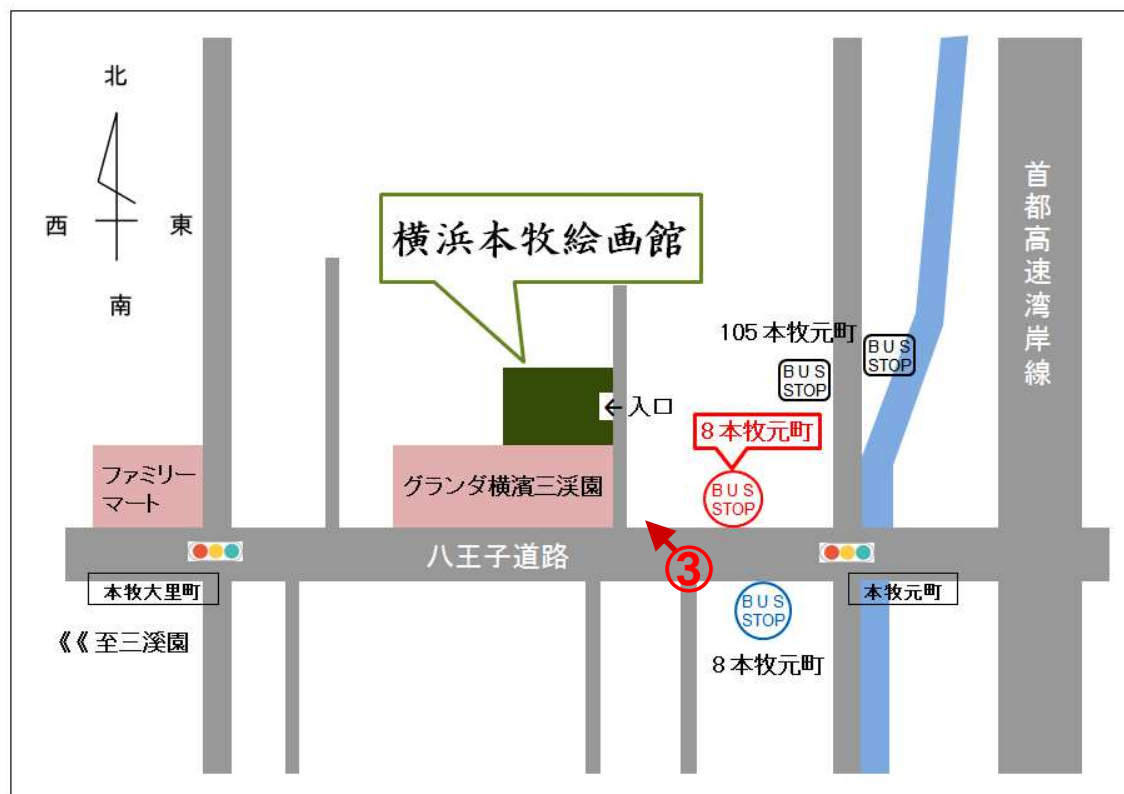 北
西
東
南
横浜本牧絵画館
首都高速湾岸線
105本牧元町
BUS
STOP
BUS
STOP
←入口
8本牧元町
BUS
STOP
ファミリー
マート
グランダ横濱三渓園
八王子道路
③
本牧大里町
本牧元町
《《至三溪園
BUS
STOP
8本牧元町